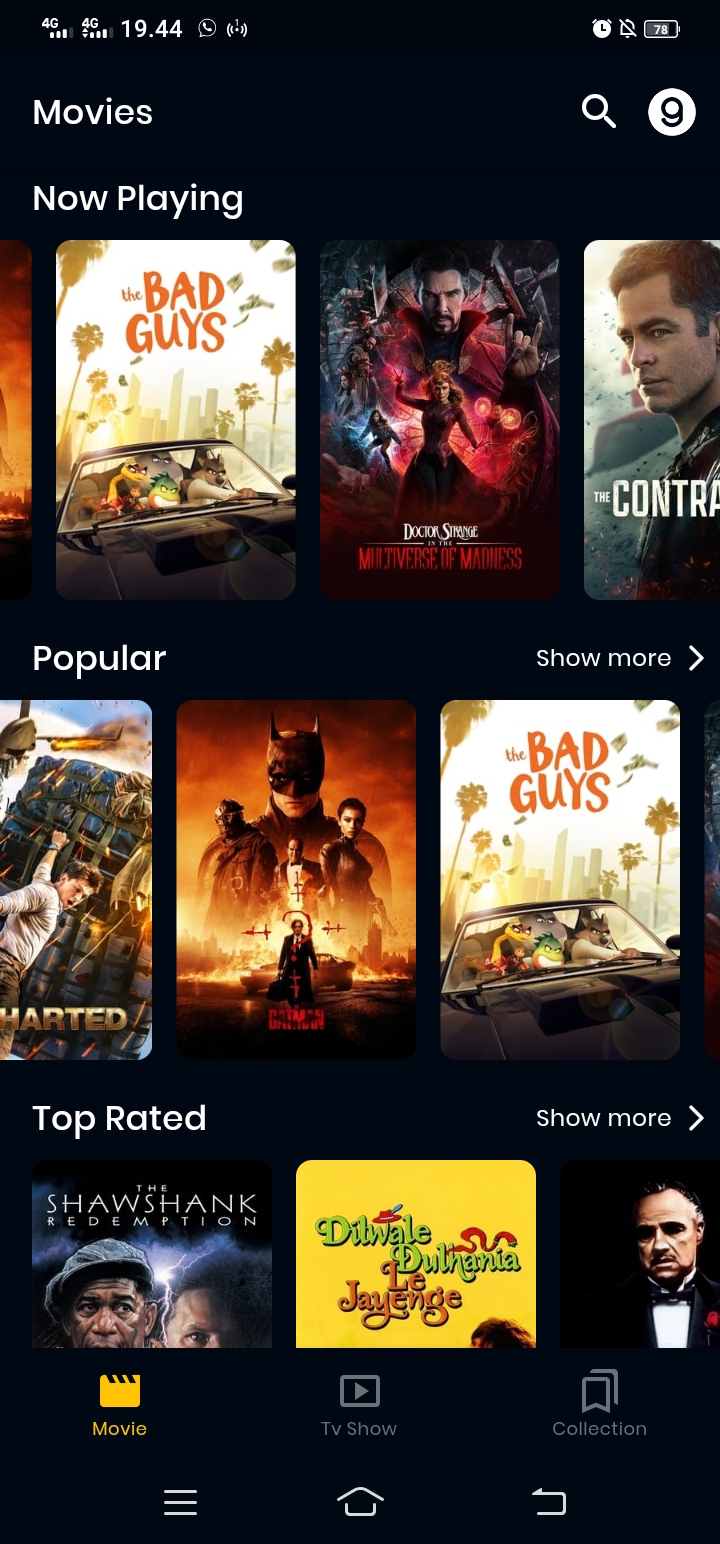 4G 4G 19.44 78
Movies
Now Playing
the BAD
GUYS
DOCTOR STRANGE
IN THE
MULTIVERSE OF MADNESS
THE CONTRA
Popular Show more
HARTED
BATMAN
the BAD
GUYS
Top Rated Show more
THE
SHAWSHANK
REDEMPTION
Dilwale
Dulhania
Le
Jayenge
Movie Tv Show Collection